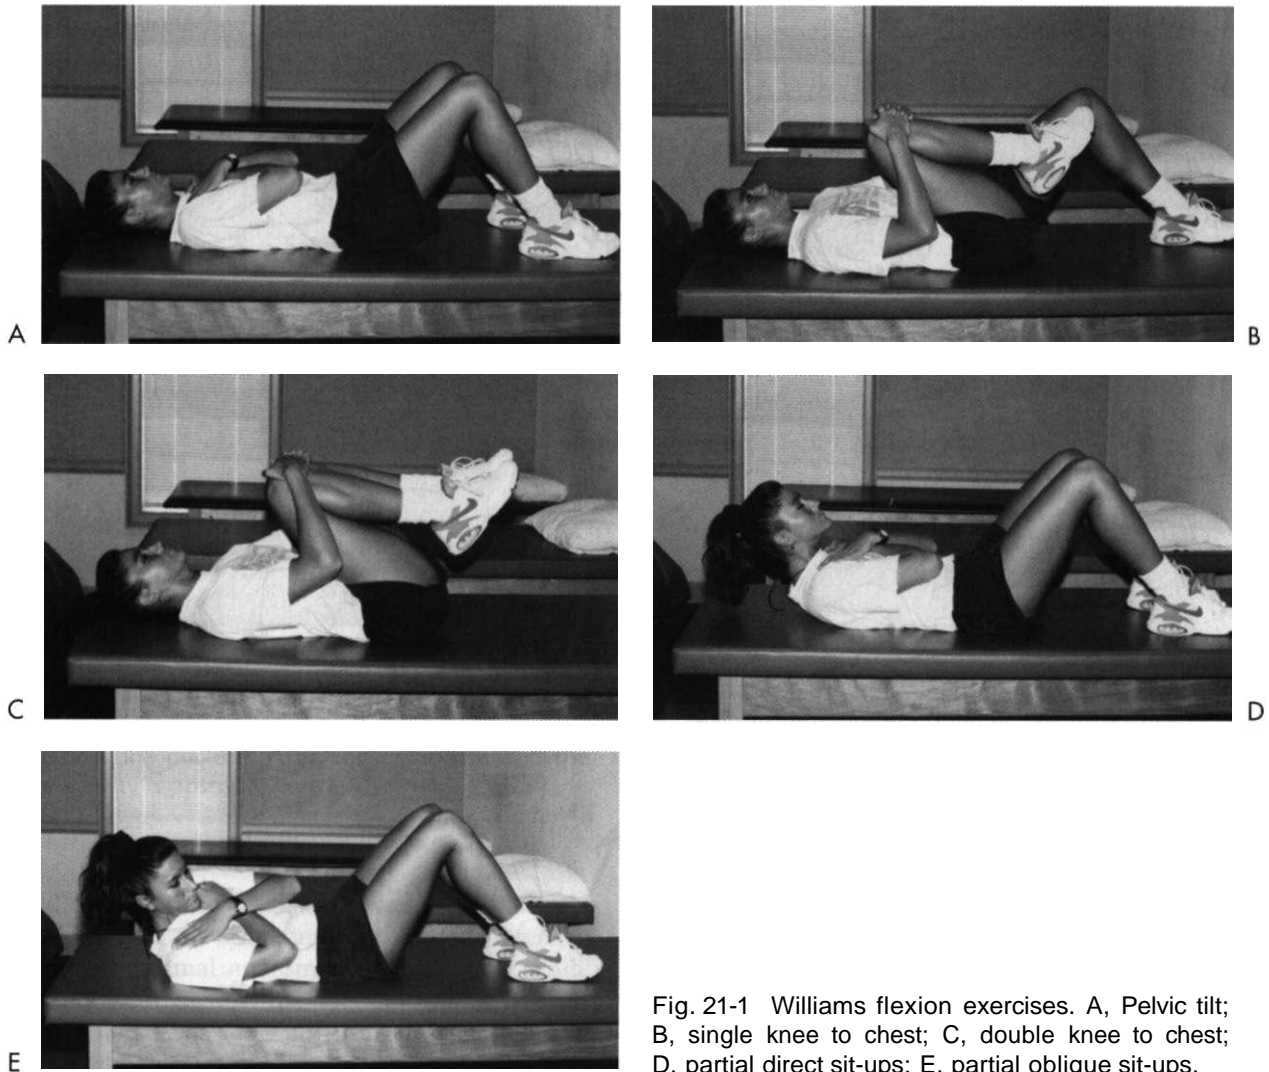 A
B
C
D
E
Fig. 21-1 Williams flexion exercises. A, Pelvic tilt;
B, single knee to chest; C, double knee to chest;
D, partial direct sit-ups; E, partial oblique sit-ups.